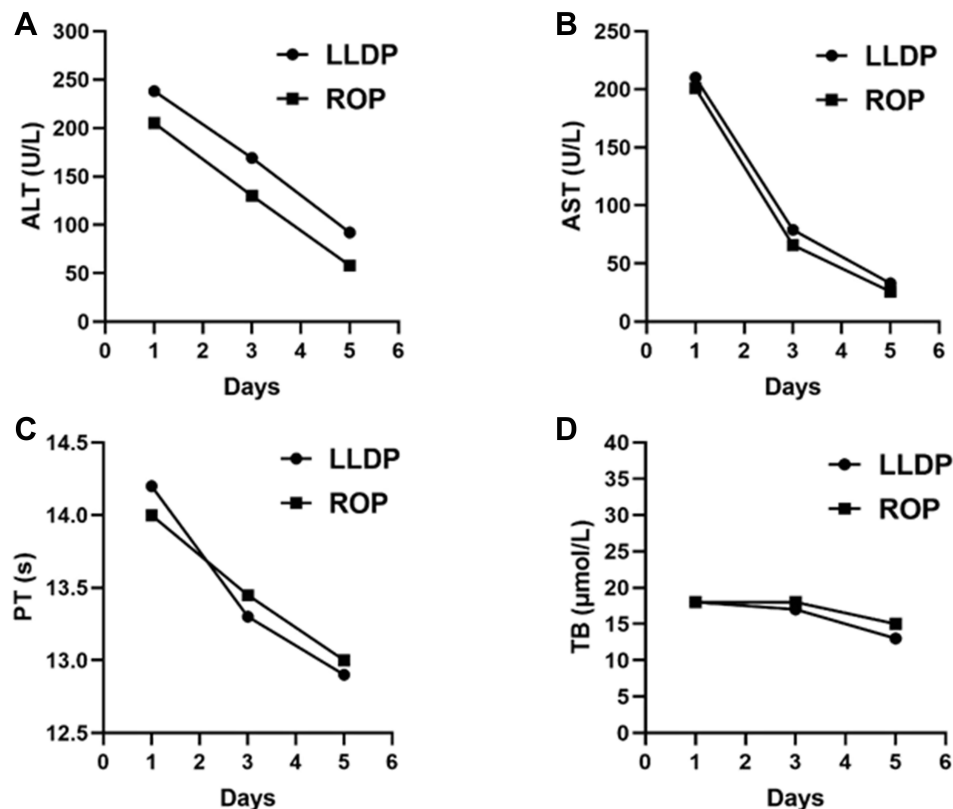 A
ALT (U/L)
300
250
200
150
100
50
0
0 1 2 3 4 5 6
Days
LLDP
ROP
B
AST (U/L)
250
200
150
100
50
0
0 1 2 3 4 5 6
Days
LLDP
ROP
C
PT (s)
14.5
14.0
13.5
13.0
12.5
0 1 2 3 4 5 6
Days
LLDP
ROP
D
TB (μmol/L)
40
35
30
25
20
15
10
5
0
0 1 2 3 4 5 6
Days
LLDP
ROP